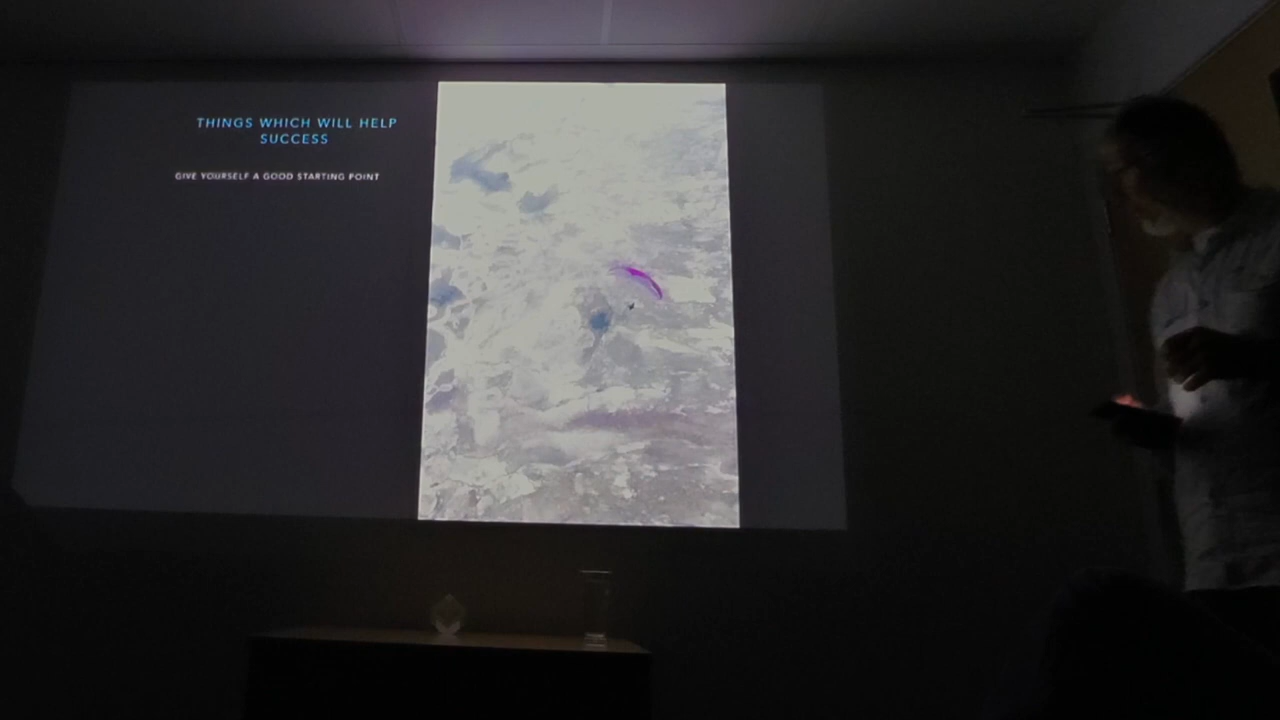 THINGS WHICH WILL HELP
SUCCESS
GIVE YOURSELF A GOOD STARTING POINT